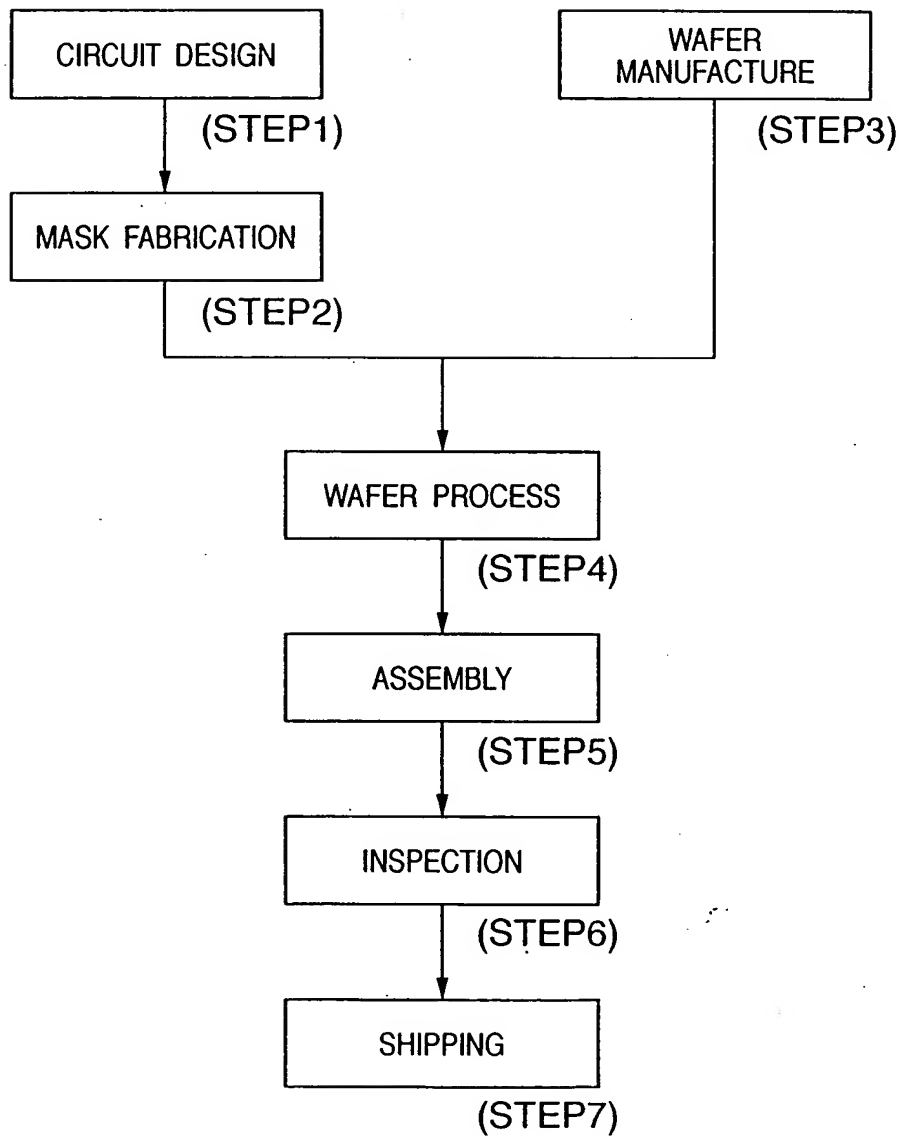 CIRCUIT DESIGN
(STEP1)
WAFER
MANUFACTURE
(STEP3)
MASK FABRICATION
(STEP2)
WAFER PROCESS
(STEP4)
ASSEMBLY
(STEP5)
INSPECTION
(STEP6)
SHIPPING
(STEP7)